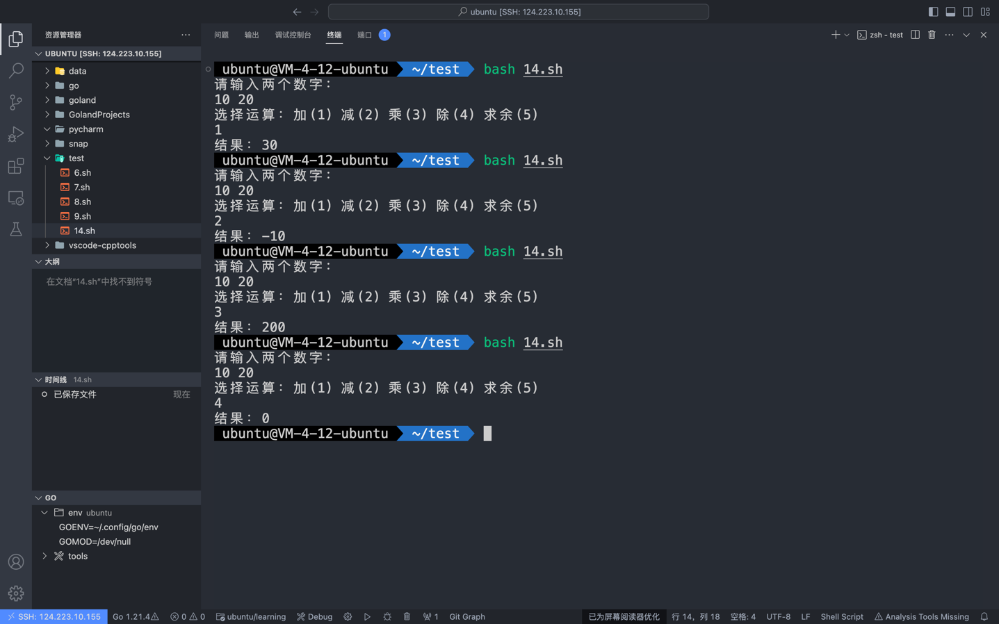 ubuntu [SSH: 124.223.10.155]
资源管理器
UBUNTU [SSH: 124.223.10.155]
data
go
goland
GolandProjects
pycharm
snap
test
6.sh
7.sh
8.sh
9.sh
14.sh
vscode-cpptools
大纲
在文档“14.sh”中找不到符号
时间线 14.sh
已保存文件 现在
GO
env ubuntu
GOENV=~/.config/go/env
GOMOD=/dev/null
tools
问题 输出 调试控制台 终端 端口 1
zsh - test
ubuntu@VM-4-12-ubuntu ~/test bash 14.sh
请输入两个数字：
10 20
选择运算：加(1) 减(2) 乘(3) 除(4) 求余(5)
1
结果：30
ubuntu@VM-4-12-ubuntu ~/test bash 14.sh
请输入两个数字：
10 20
选择运算：加(1) 减(2) 乘(3) 除(4) 求余(5)
2
结果：-10
ubuntu@VM-4-12-ubuntu ~/test bash 14.sh
请输入两个数字：
10 20
选择运算：加(1) 减(2) 乘(3) 除(4) 求余(5)
3
结果：200
ubuntu@VM-4-12-ubuntu ~/test bash 14.sh
请输入两个数字：
10 20
选择运算：加(1) 减(2) 乘(3) 除(4) 求余(5)
4
结果：0
ubuntu@VM-4-12-ubuntu ~/test
SSH: 124.223.10.155 Go 1.21.4 0 0 ubuntu/learning Debug 1 Git Graph 已为屏幕阅读器优化 行 14，列 18 空格: 4 UTF-8 LF Shell Script Analysis Tools Missing